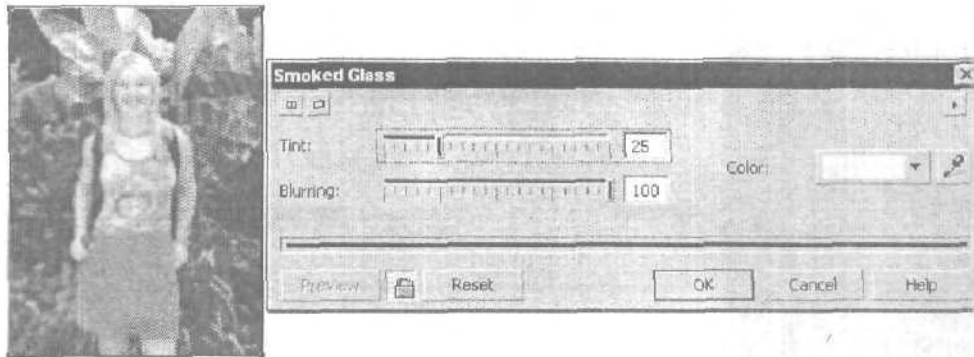 Smoked Glass
Tint:
25
Color:
Blurring:
100
Preview
Reset
OK
Cancel
Help